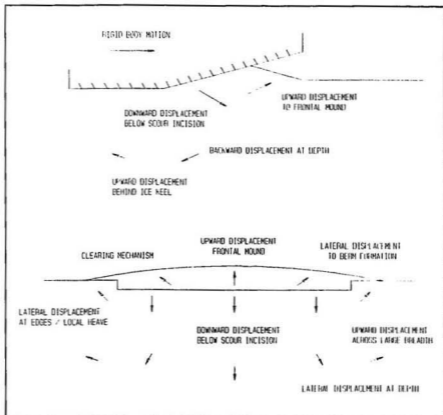 RIGID BODY MOTION
UPWARD DISPLACEMENT
TO FRONTAL MOUND
DOWNWARD DISPLACEMENT
BELOW SCOUR INCISION
BACKWARD DISPLACEMENT AT DEPTH
UPWARD DISPLACEMENT
BEHIND ICE KEEL
UPWARD DISPLACEMENT
FRONTAL MOUND
LATERAL DISPLACEMENT
TO BERM FORMATION
CLEARING MECHANISM
LATERAL DISPLACEMENT
AT EDGES / LOCAL HEAVE
DOWNWARD DISPLACEMENT
BELOW SCOUR INCISION
UPWARD DISPLACEMENT
ACROSS LARGE BREADTH
LATERAL DISPLACEMENT AT DEPTH